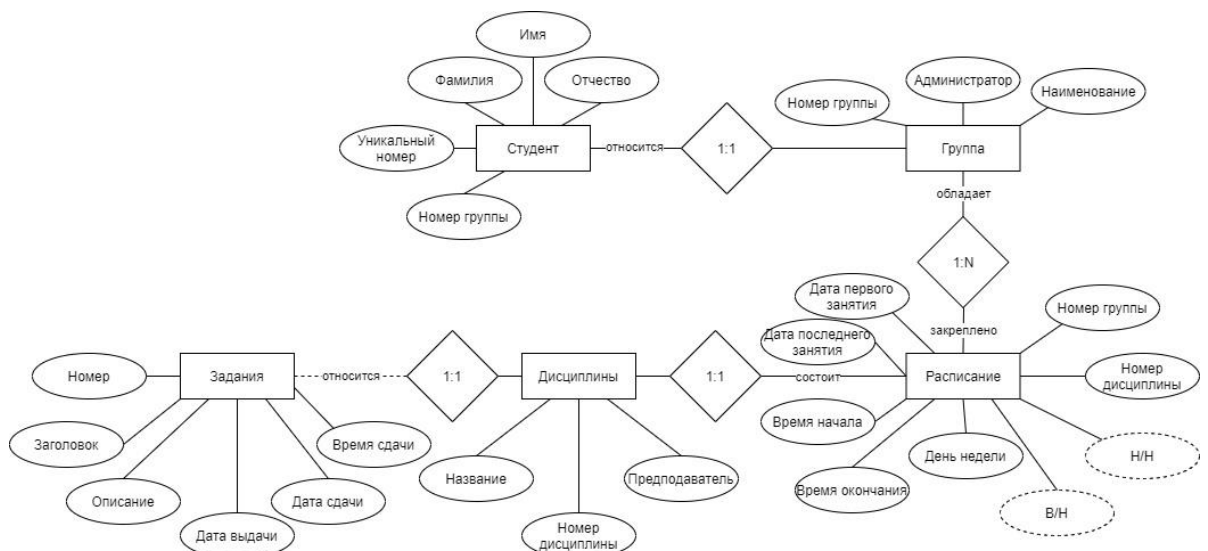 Имя
Фамилия
Отчество
Администратор
Номер группы
Наименование
Уникальный
номер
Студент
относится
1:1
Группа
Номер группы
обладает
1:N
Дата первого
занятия
Номер группы
закреплено
Дата последнего
занятия
Номер
Задания
относится
1:1
Дисциплины
1:1
состоит
Расписание
Номер
дисциплины
Заголовок
Время сдачи
Время начала
День недели
Н/Н
Описание
Дата сдачи
Название
Предподаватель
Время окончания
В/Н
Дата выдачи
Номер
дисциплины